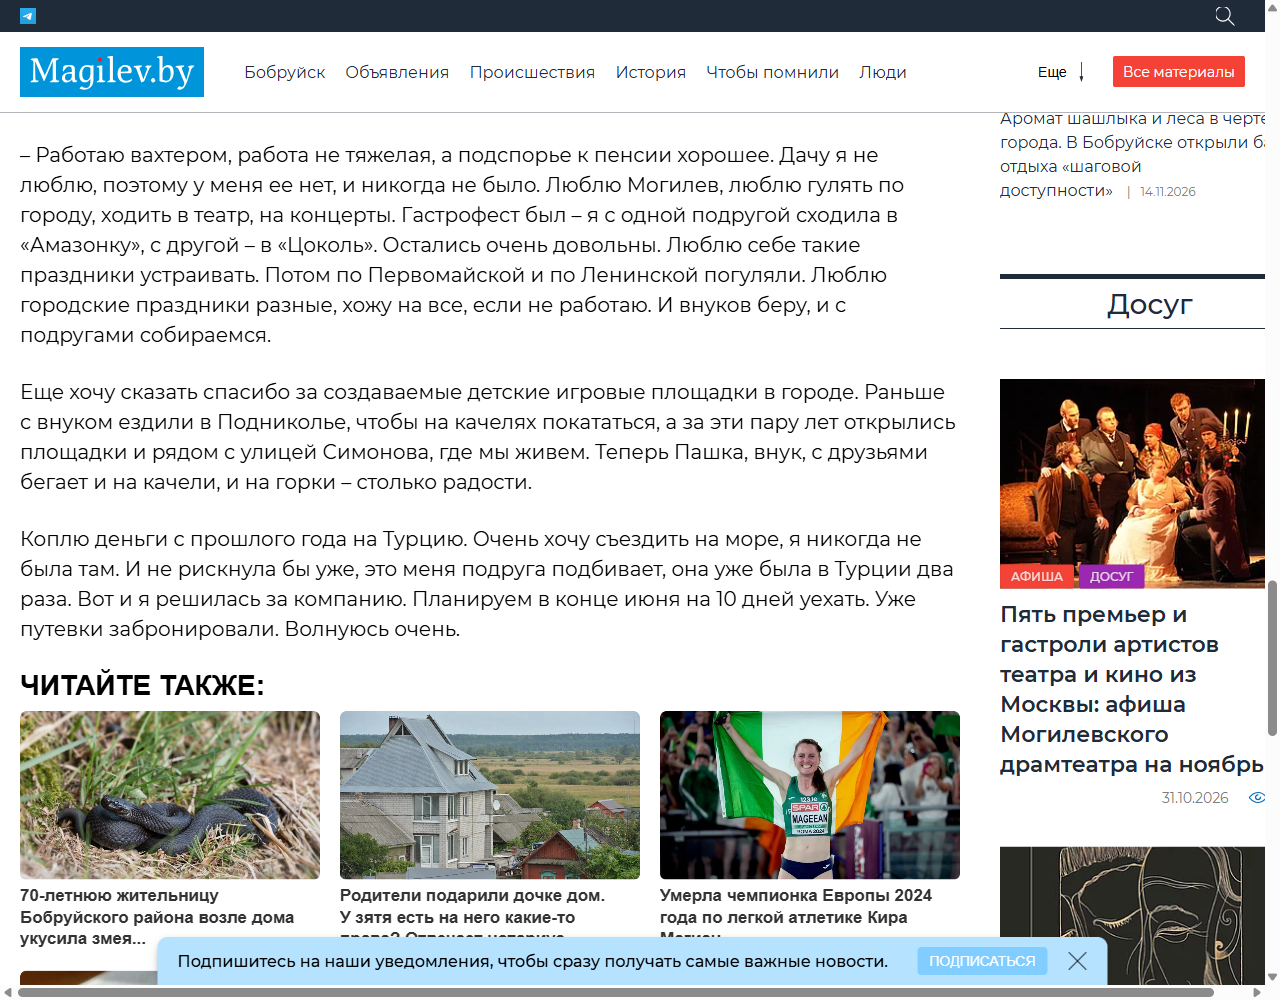 Magilev.by
Бобруйск
Объявления
Происшествия
История
Чтобы помнили
Люди
Еще
Все материалы
– Работаю вахтером, работа не тяжелая, а подспорье к пенсии хорошее. Дачу я не
люблю, поэтому у меня ее нет, и никогда не было. Люблю Могилев, люблю гулять по
городу, ходить в театр, на концерты. Гастрофест был – я с одной подругой сходила в
«Амазонку», с другой – в «Цоколь». Остались очень довольны. Люблю себе такие
праздники устраивать. Потом по Первомайской и по Ленинской погуляли. Люблю
городские праздники разные, хожу на все, если не работаю. И внуков беру, и с
подругами собираемся.
Еще хочу сказать спасибо за создаваемые детские игровые площадки в городе. Раньше
с внуком ездили в Подниколье, чтобы на качелях покататься, а за эти пару лет открылись
площадки и рядом с улицей Симонова, где мы живем. Теперь Пашка, внук, с друзьями
бегает и на качели, и на горки – столько радости.
Коплю деньги с прошлого года на Турцию. Очень хочу съездить на море, я никогда не
была там. И не рискнула бы уже, это меня подруга подбивает, она уже была в Турции два
раза. Вот и я решилась за компанию. Планируем в конце июня на 10 дней уехать. Уже
путевки забронировали. Волнуюсь очень.
ЧИТАЙТЕ ТАКЖЕ:
70-летнюю жительницу
Бобруйского района возле дома
укусила змея...
Родители подарили дочке дом.
У зятя есть на него какие-то
права? Отвечает нотариус
SPAR
MAGEEAN
ROMA 2024
Умерла чемпионка Европы 2024
года по легкой атлетике Кира
Магиан
Аромат шашлыка и леса в черте
города. В Бобруйске открыли
отдыха «шаговой
доступности» | 14.11.2026
Досуг
АФИША
ДОСУГ
Пять премьер и
гастроли артистов
театра и кино из
Москвы: афиша
Могилевского
драмтеатра на ноябрь
31.10.2026
Подпишитесь на наши уведомления, чтобы сразу получать самые важные новости.
ПОДПИСАТЬСЯ